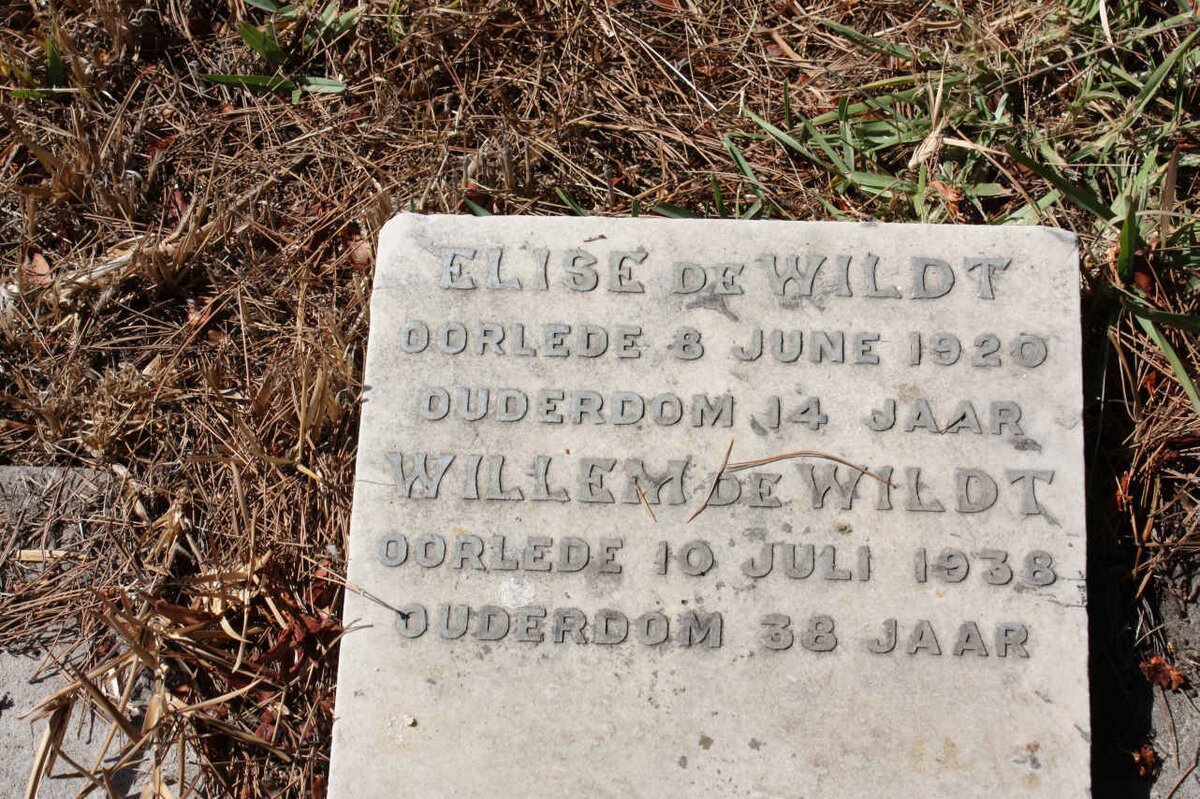 ELISE DE WILDT
OORLEDE 8 JUNE 1920
OUDERDOM 14 JAAR
WILLEM DE WILDT
OORLEDE 10 JULI 1938
OUDERDOM 38 JAAR